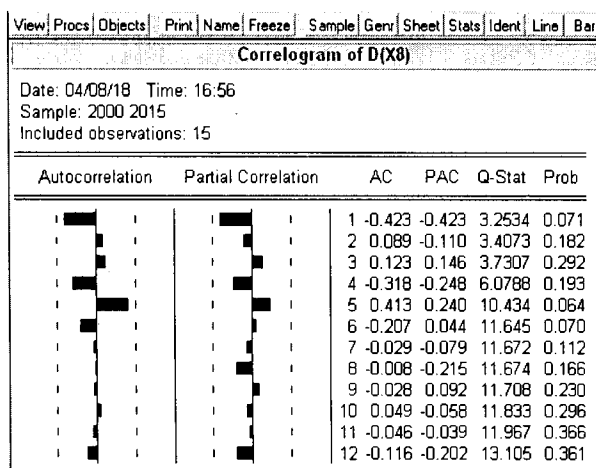 View Procs Objects Print Name Freeze Sample Genr Sheet Stats Ident Line Bar
Correlogram of D(X8)
Date: 04/08/18 Time: 16:56
Sample: 2000 2015
Included observations: 15
Autocorrelation Partial Correlation AC PAC Q-Stat Prob
1 -0.423 -0.423 3.2534 0.071
2 0.089 -0.110 3.4073 0.182
3 0.123 0.146 3.7307 0.292
4 -0.318 -0.248 6.0788 0.193
5 0.413 0.240 10.434 0.064
6 -0.207 0.044 11.645 0.070
7 -0.029 -0.079 11.672 0.112
8 -0.008 -0.215 11.674 0.166
9 -0.028 0.092 11.708 0.230
10 0.049 -0.058 11.833 0.296
11 -0.046 -0.039 11.967 0.366
12 -0.116 -0.202 13.105 0.361